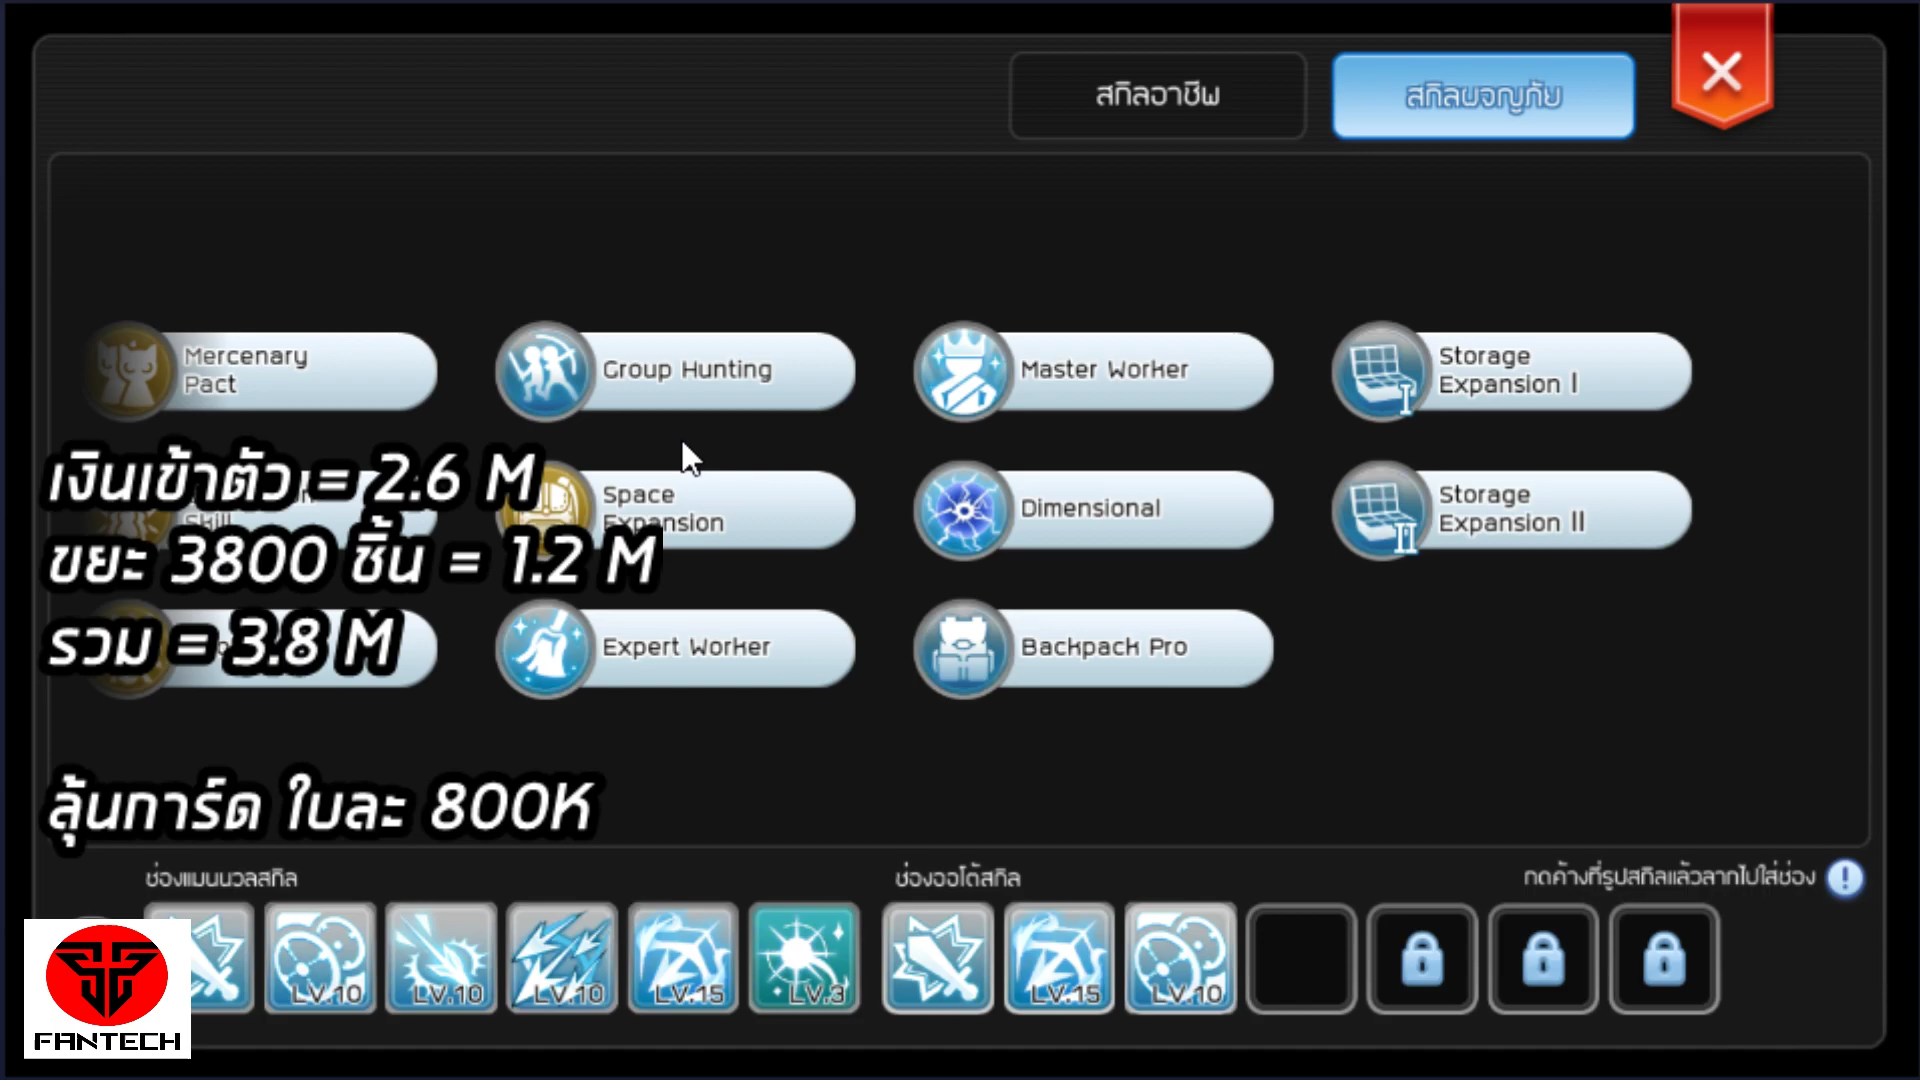 สกิลอาชีพ
สกิลผจญภัย
Mercenary
Pact
Group Hunting
Master Worker
Storage
Expansion I
เงินเข้าตัว = 2.6 M
Skill
Space
Expansion
Dimensional
Storage
Expansion II
ขยะ 3800 ชิ้น = 1.2 M
รวม = 3.8 M
Expert Worker
Backpack Pro
ลุ้นการ์ด ใบละ 800K
ช่องแมนนวลสกิล
ช่องออโต้สกิล
กดค้างที่รูปสกิลแล้วลากไปใส่ช่อง
LV.10
LV.10
LV.10
LV.15
LV.3
LV.15
LV.10
FANTECH